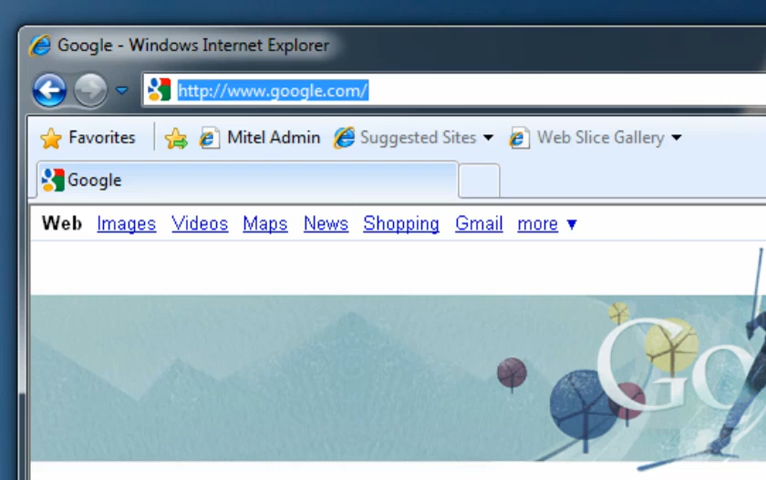 Google - Windows Internet Explorer
http://www.google.com/
Favorites Mitel Admin Suggested Sites Web Slice Gallery
Google
Web Images Videos Maps News Shopping Gmail more
Go